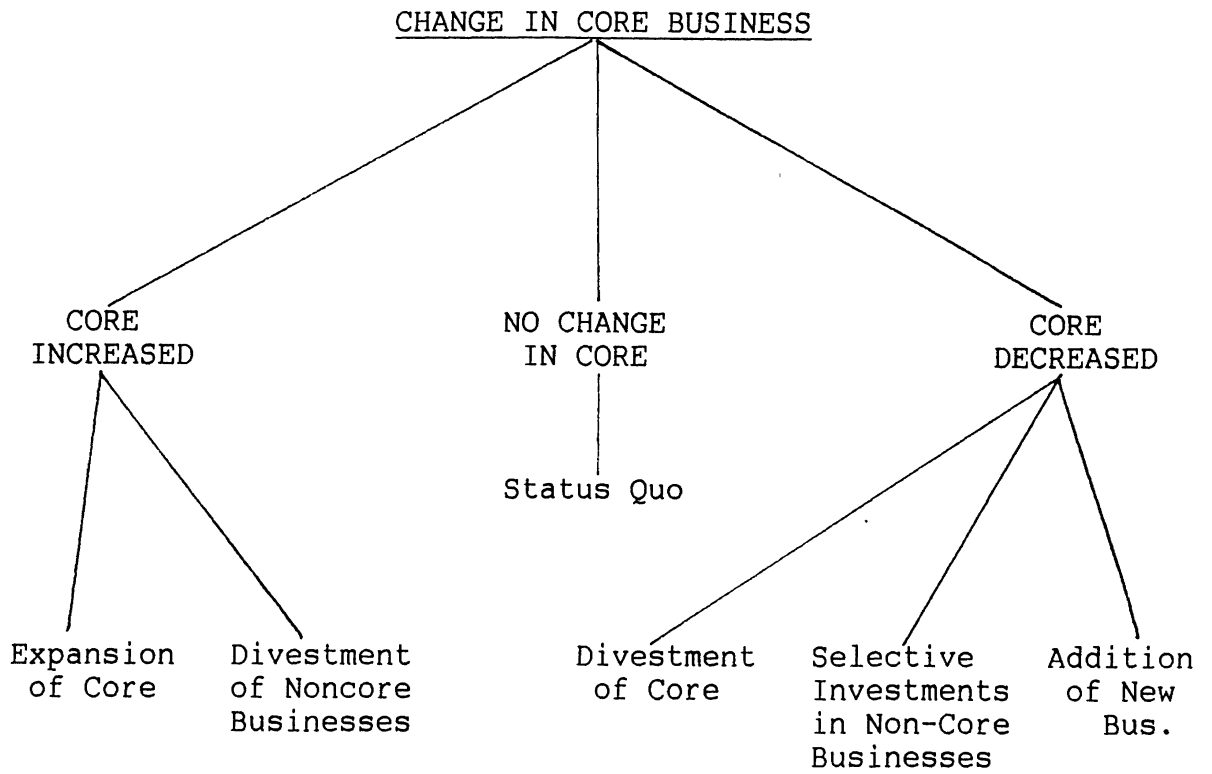 CHANGE IN CORE BUSINESS
CORE
INCREASED
NO CHANGE
IN CORE
CORE
DECREASED
Status Quo
Expansion
of Core
Divestment
of Noncore
Businesses
Divestment
of Core
Selective
Investments
in Non-Core
Businesses
Addition
of New
Bus.